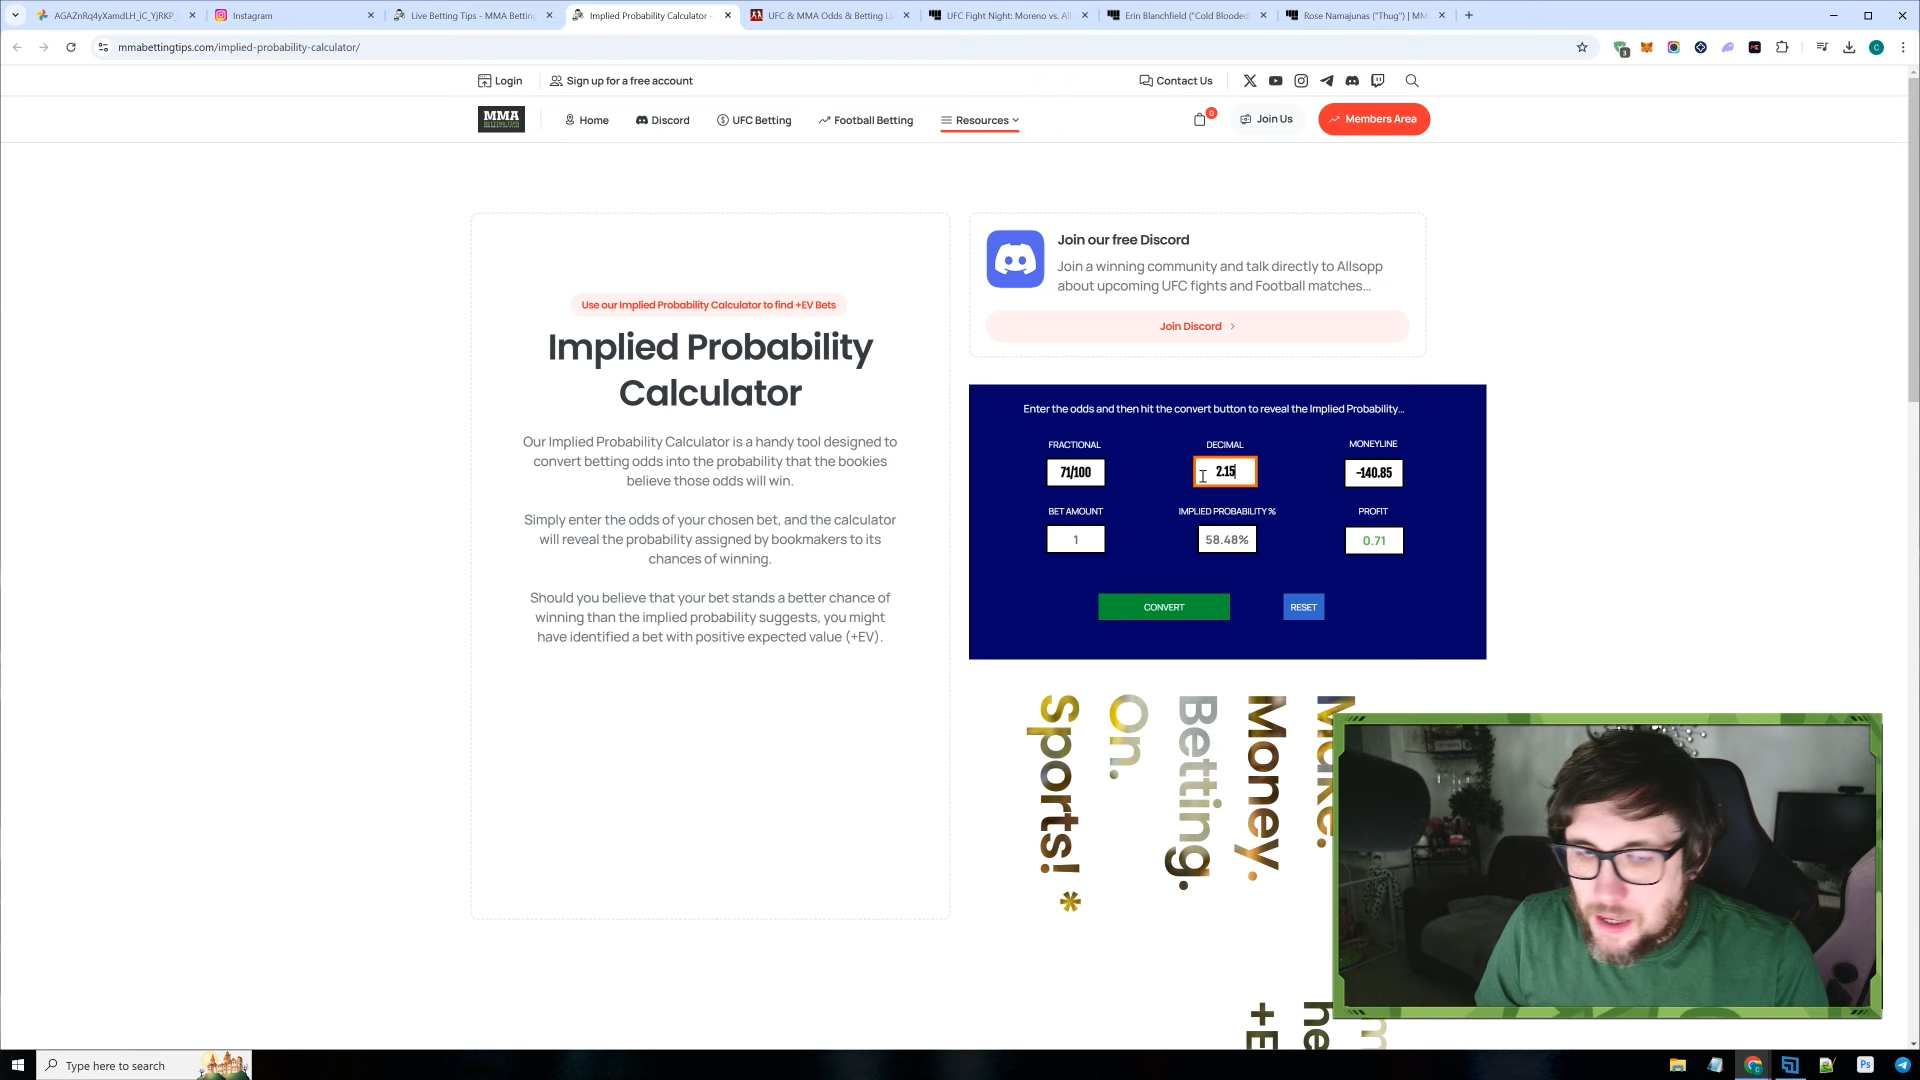 AGAZnRq4yXamdLH_iC_YjRKP_
Instagram
Live Betting Tips - MMA Betting
Implied Probability Calculator -
UFC & MMA Odds & Betting Li
UFC Fight Night: Moreno vs. Al
Erin Blanchfield ("Cold Blooded
Rose Namajunas ("Thug") | MM
mmabettingtips.com/implied-probability-calculator/
Login
Sign up for a free account
Contact Us
MMA
BETTING TIPS
Home
Discord
UFC Betting
Football Betting
Resources
0
Join Us
Members Area
Use our Implied Probability Calculator to find +EV Bets
Implied Probability
Calculator
Our Implied Probability Calculator is a handy tool designed to
convert betting odds into the probability that the bookies
believe those odds will win.
Simply enter the odds of your chosen bet, and the calculator
will reveal the probability assigned by bookmakers to its
chances of winning.
Should you believe that your bet stands a better chance of
winning than the implied probability suggests, you might
have identified a bet with positive expected value (+EV).
Join our free Discord
Join a winning community and talk directly to Allsopp
about upcoming UFC fights and Football matches...
Join Discord
Enter the odds and then hit the convert button to reveal the Implied Probability...
FRACTIONAL
DECIMAL
MONEYLINE
71/100
2.15
-140.85
BET AMOUNT
IMPLIED PROBABILITY %
PROFIT
1
58.48%
0.71
CONVERT
RESET
Make.
Money.
Betting.
On.
Sports! *
+E
Type here to search
Ps